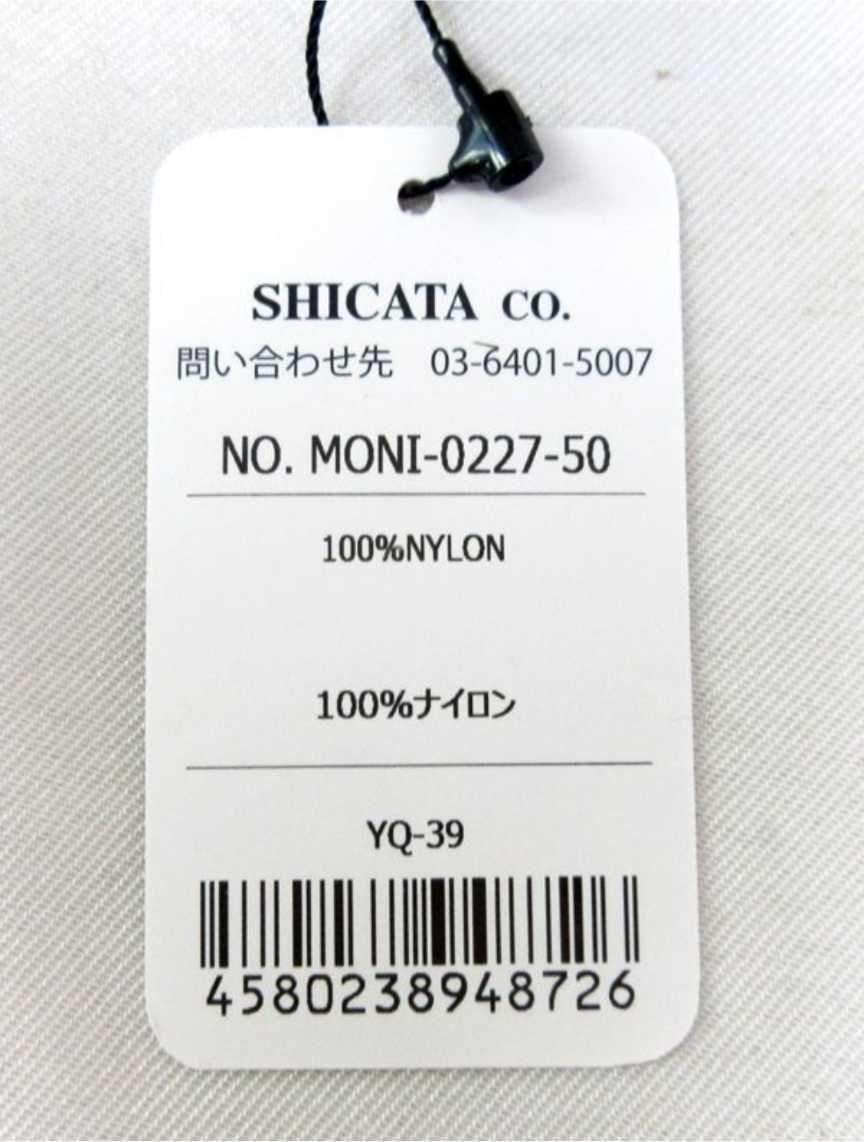 SHICATA CO.
問い合わせ先 03-6401-5007
NO. MONI-0227-50
100%NYLON
100%ナイロン
YQ-39
4580238948726